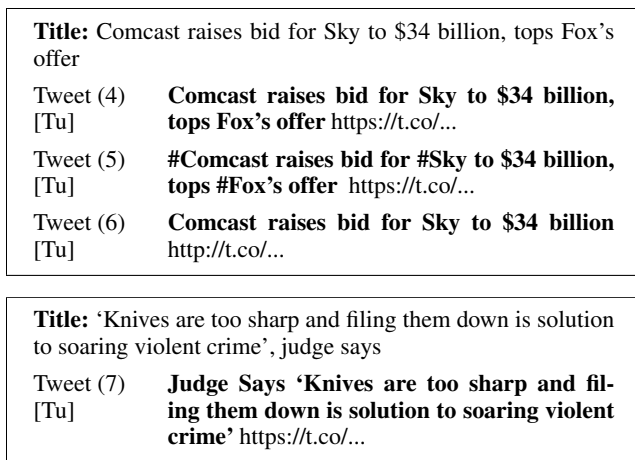 Title: Comcast raises bid for Sky to $34 billion, tops Fox's
offer
Tweet (4) Comcast raises bid for Sky to $34 billion,
[Tu] tops Fox's offer https://t.co/...
Tweet (5) #Comcast raises bid for #Sky to $34 billion,
[Tu] tops #Fox's offer https://t.co/...
Tweet (6) Comcast raises bid for Sky to $34 billion
[Tu] http://t.co/...
Title: ‘Knives are too sharp and filing them down is solution
to soaring violent crime’, judge says
Tweet (7) Judge Says ‘Knives are too sharp and fil-
[Tu] ing them down is solution to soaring violent
crime’ https://t.co/...